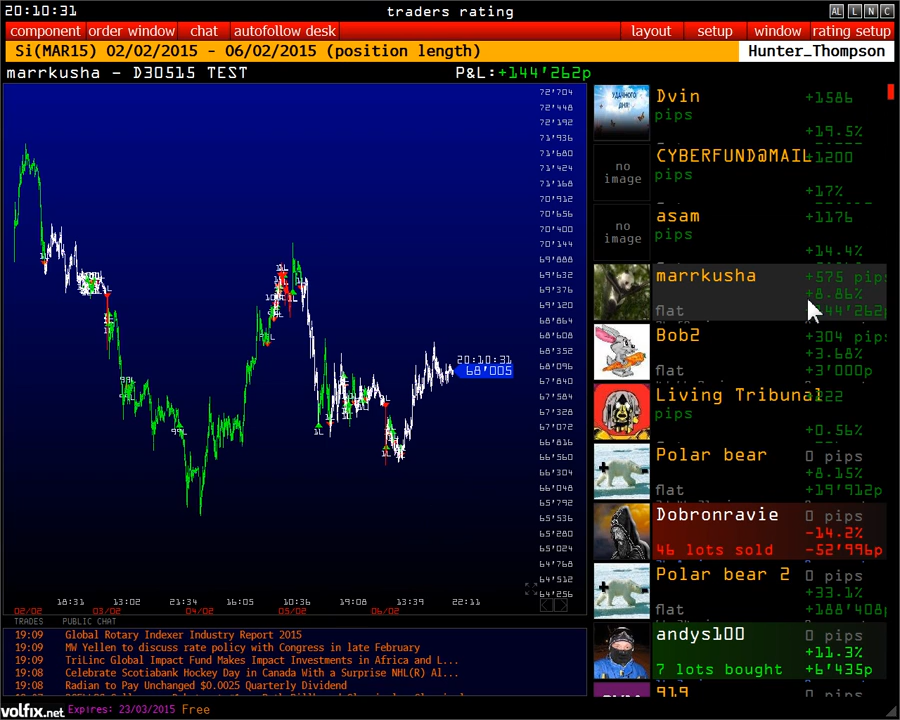 20:10:31 traders rating AL L N C
component order window chat autofollow desk layout setup window rating setup
Si(MAR15) 02/02/2015 - 06/02/2015 (position length) Hunter_Thompson
marrkusha - D30515 TEST P&L:+144'262p
72'704
72'448
72'192
71'936
71'680
71'424
71'168
70'912
70'656
70'400
70'144
69'888
69'632
69'376
69'120
68'864
68'608
68'352
68'096
67'840
67'584
67'328
67'072
66'816
66'560
66'304
66'048
65'792
65'536
65'280
65'024
64'768
64'512
64'256
20:10:31
68'005
18:31 13:02 21:34 16:05 10:36 19:08 13:39 22:11
02/02 03/02 04/02 05/02 06/02
УДАЧНОГО
ДНЯ!
Dvin +1586
pips
+19.5%
no image
CYBERFUND@MAIL +1200
pips
+17%
no image
asam +1176
pips
+14.4%
marrkusha +575 pips
+8.86%
flat
Bob2 +304 pips
+3.68%
flat +3'000p
Living Tribunal
pips
+0.56%
Polar bear 0 pips
+8.15%
flat +19'912p
Dobronravie 0 pips
-14.2%
46 lots sold -52'996p
Polar bear 2 0 pips
+33.1%
flat +188'408p
andys100 0 pips
+11.3%
7 lots bought +6'435p
919 0 pips
TRADES PUBLIC CHAT
19:09 Global Rotary Indexer Industry Report 2015
19:09 MW Yellen to discuss rate policy with Congress in late February
19:09 TriLinc Global Impact Fund Makes Impact Investments in Africa and L...
19:08 Celebrate Scotiabank Hockey Day in Canada With a Surprise NHL(R) Al...
19:08 Radian to Pay Unchanged $0.0025 Quarterly Dividend
volfix.net Expires: 23/03/2015 Free